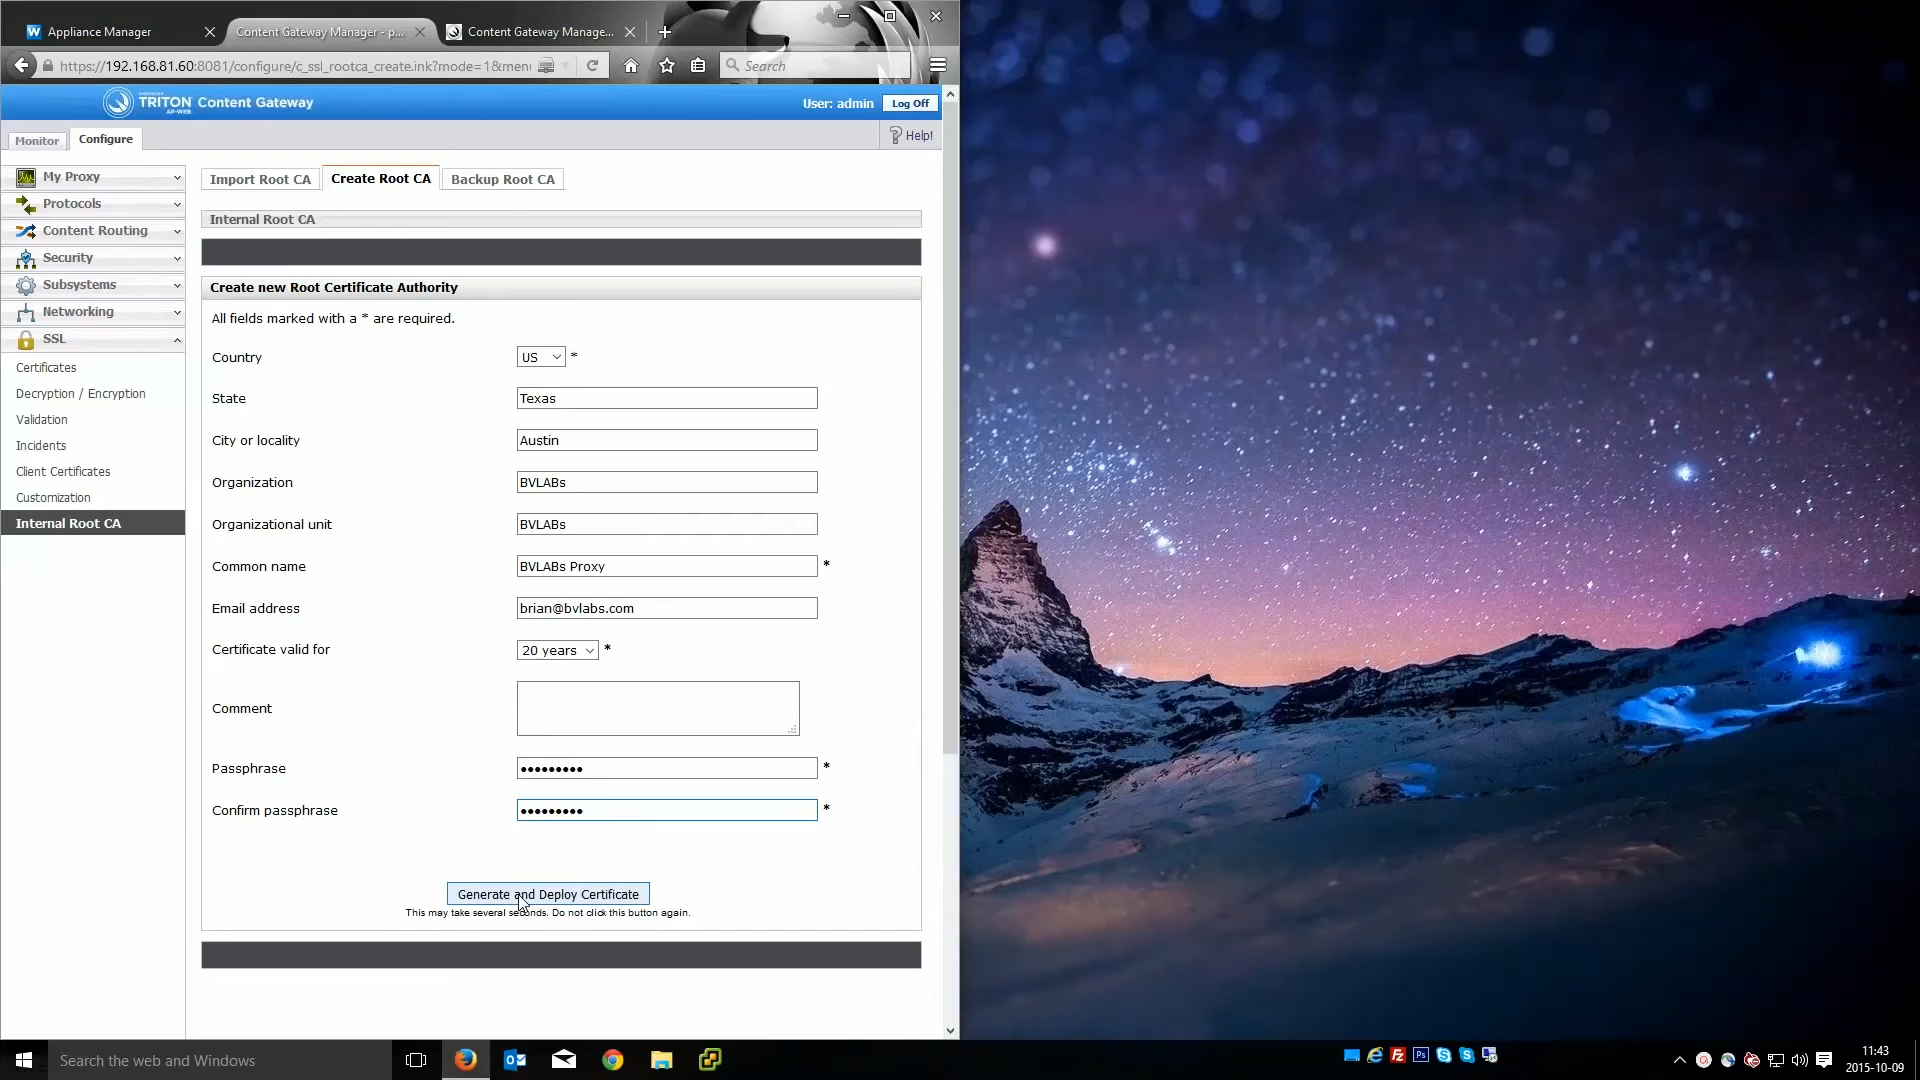 Appliance Manager
Content Gateway Manager - p...
Content Gateway Manage...
https://192.168.81.60:8081/configure/c_ssl_rootca_create.ink?mode=1&menu
Search
TRITON Content Gateway
AP-WEB
User: admin
Log Off
Monitor
Configure
Help!
My Proxy
Protocols
Content Routing
Security
Subsystems
Networking
SSL
Certificates
Decryption / Encryption
Validation
Incidents
Client Certificates
Customization
Internal Root CA
Import Root CA
Create Root CA
Backup Root CA
Internal Root CA
Create new Root Certificate Authority
All fields marked with a * are required.
Country US *
State Texas
City or locality Austin
Organization BVLABs
Organizational unit BVLABs
Common name BVLABs Proxy *
Email address brian@bvlabs.com
Certificate valid for 20 years *
Comment
Passphrase ••••••••• *
Confirm passphrase ••••••••• *
Generate and Deploy Certificate
This may take several seconds. Do not click this button again.
Search the web and Windows
11:43
2015-10-09